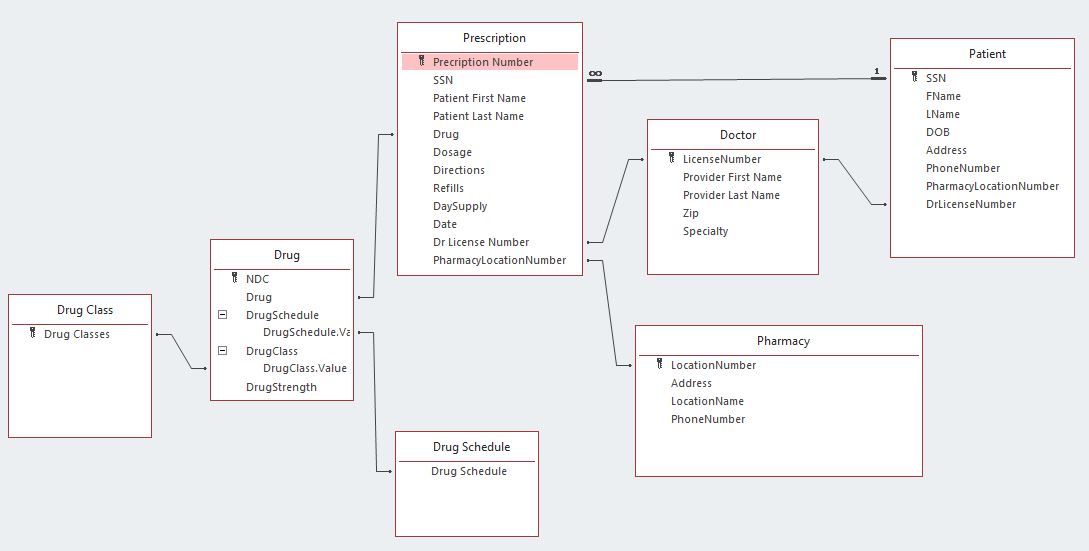 Prescription
Precription Number
SSN
Patient First Name
Patient Last Name
Drug
Dosage
Directions
Refills
DaySupply
Date
Dr License Number
PharmacyLocationNumber
∞
1
Patient
SSN
FName
LName
DOB
Address
PhoneNumber
PharmacyLocationNumber
DrLicenseNumber
Doctor
LicenseNumber
Provider First Name
Provider Last Name
Zip
Specialty
Drug
NDC
Drug
DrugSchedule
DrugSchedule.Va
DrugClass
DrugClass.Value
DrugStrength
Drug Class
Drug Classes
Pharmacy
LocationNumber
Address
LocationName
PhoneNumber
Drug Schedule
Drug Schedule